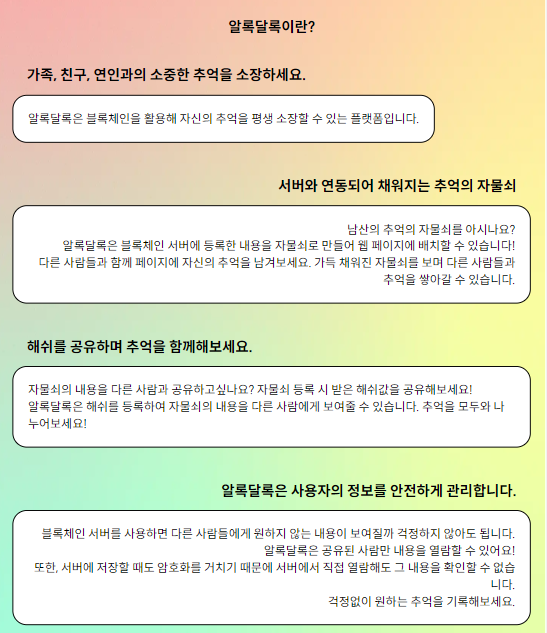 알록달록이란?
가족, 친구, 연인과의 소중한 추억을 소장하세요.
알록달록은 블록체인을 활용해 자신의 추억을 평생 소장할 수 있는 플랫폼입니다.
서버와 연동되어 채워지는 추억의 자물쇠
남산의 추억의 자물쇠를 아시나요?
알록달록은 블록체인 서버에 등록한 내용을 자물쇠로 만들어 웹 페이지에 배치할 수 있습니다!
다른 사람들과 함께 페이지에 자신의 추억을 남겨보세요. 가득 채워진 자물쇠를 보며 다른 사람들과
추억을 쌓아갈 수 있습니다.
해쉬를 공유하며 추억을 함께해보세요.
자물쇠의 내용을 다른 사람과 공유하고싶나요? 자물쇠 등록 시 받은 해쉬값을 공유해보세요!
알록달록은 해쉬를 등록하여 자물쇠의 내용을 다른 사람에게 보여줄 수 있습니다. 추억을 모두와 나
누어보세요!
알록달록은 사용자의 정보를 안전하게 관리합니다.
블록체인 서버를 사용하면 다른 사람들에게 원하지 않는 내용이 보여질까 걱정하지 않아도 됩니다.
알록달록은 공유된 사람만 내용을 열람할 수 있어요!
또한, 서버에 저장할 때도 암호화를 거치기 때문에 서버에서 직접 열람해도 그 내용을 확인할 수 없습
니다.
걱정없이 원하는 추억을 기록해보세요.